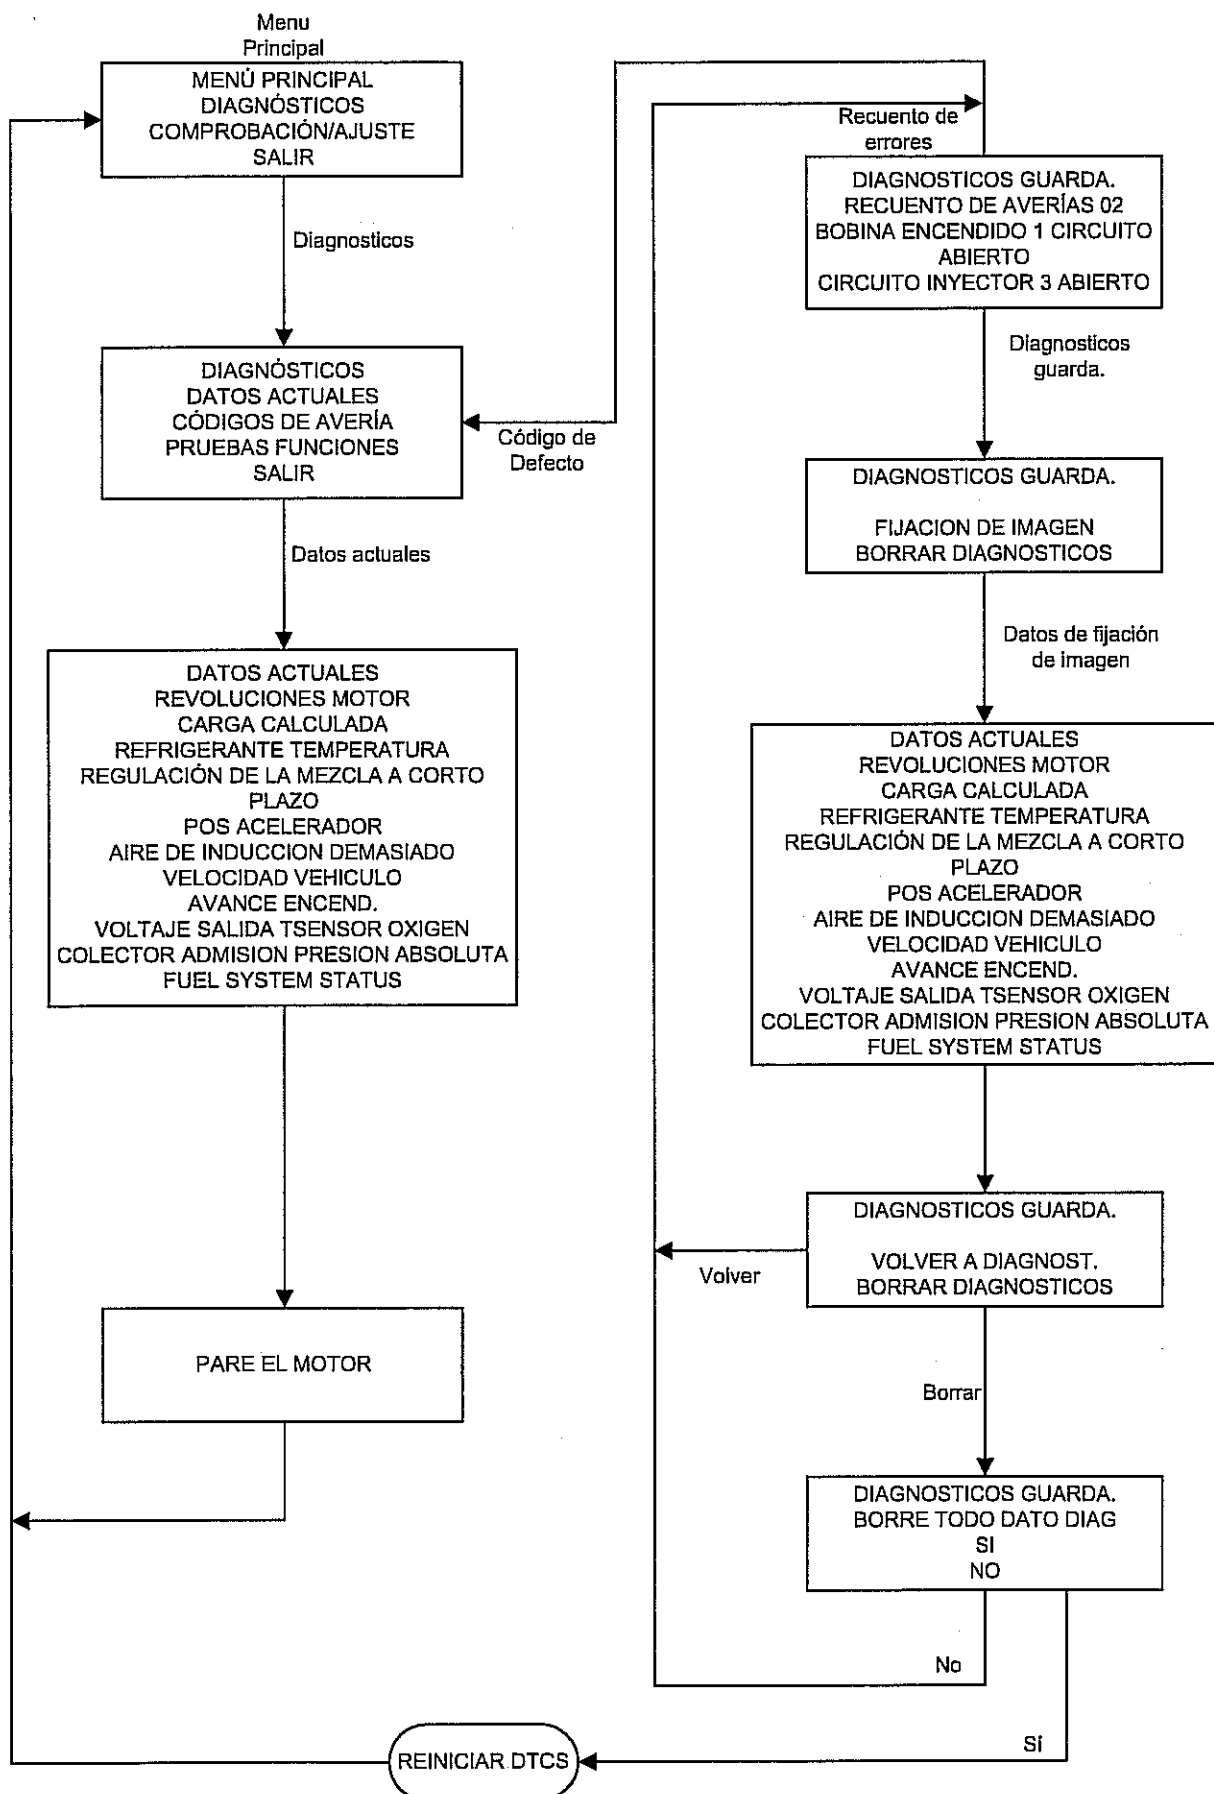 Menu
Principal
MENÚ PRINCIPAL
DIAGNÓSTICOS
COMPROBACIÓN/AJUSTE
SALIR
Diagnosticos
DIAGNÓSTICOS
DATOS ACTUALES
CÓDIGOS DE AVERÍA
PRUEBAS FUNCIONES
SALIR
Código de
Defecto
Datos actuales
DATOS ACTUALES
REVOLUCIONES MOTOR
CARGA CALCULADA
REFRIGERANTE TEMPERATURA
REGULACIÓN DE LA MEZCLA A CORTO
PLAZO
POS ACELERADOR
AIRE DE INDUCCION DEMASIADO
VELOCIDAD VEHICULO
AVANCE ENCEND.
VOLTAJE SALIDA TSENSOR OXIGEN
COLECTOR ADMISION PRESION ABSOLUTA
FUEL SYSTEM STATUS
PARE EL MOTOR
Recuento de
errores
DIAGNOSTICOS GUARDA.
RECUENTO DE AVERÍAS 02
BOBINA ENCENDIDO 1 CIRCUITO
ABIERTO
CIRCUITO INYECTOR 3 ABIERTO
Diagnosticos
guarda.
DIAGNOSTICOS GUARDA.
FIJACION DE IMAGEN
BORRAR DIAGNOSTICOS
Datos de fijación
de imagen
DATOS ACTUALES
REVOLUCIONES MOTOR
CARGA CALCULADA
REFRIGERANTE TEMPERATURA
REGULACIÓN DE LA MEZCLA A CORTO
PLAZO
POS ACELERADOR
AIRE DE INDUCCION DEMASIADO
VELOCIDAD VEHICULO
AVANCE ENCEND.
VOLTAJE SALIDA TSENSOR OXIGEN
COLECTOR ADMISION PRESION ABSOLUTA
FUEL SYSTEM STATUS
DIAGNOSTICOS GUARDA.
VOLVER A DIAGNOST.
BORRAR DIAGNOSTICOS
Volver
Borrar
DIAGNOSTICOS GUARDA.
BORRE TODO DATO DIAG
SI
NO
No
Si
REINICIAR DTCS